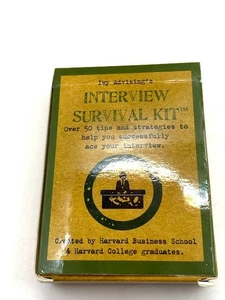 Ivy Advising's
INTERVIEW
SURVIVAL KIT™
Over 50 tips and strategies to
help you successfully
ace your interview.
Created by Harvard Business School
& Harvard College graduates.